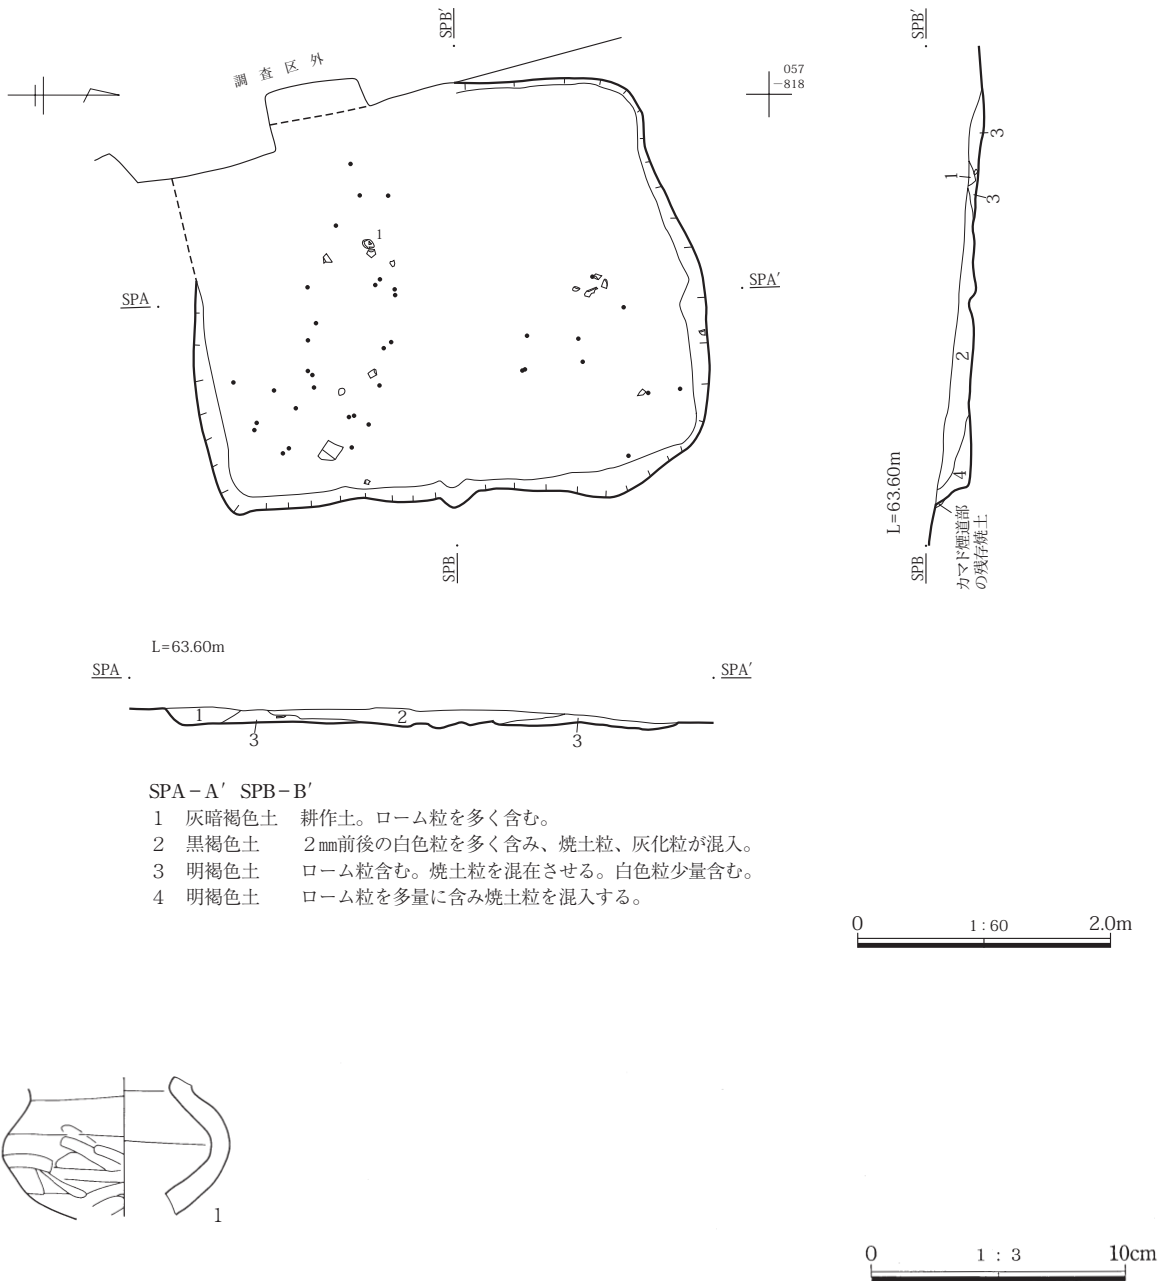 SPB′
調査区外
057
−818
1
SPA
SPA′
SPB
SPB′
3
1
3
2
4
L=63.60m
SPB
カマド煙道部
の残存焼土
L=63.60m
SPA
SPA′
1
2
3
3
SPA−A′ SPB−B′
1 灰暗褐色土 耕作土。ローム粒を多く含む。
2 黒褐色土 2㎜前後の白色粒を多く含み、焼土粒、灰化粒が混入。
3 明褐色土 ローム粒含む。焼土粒を混在させる。白色粒少量含む。
4 明褐色土 ローム粒を多量に含み焼土粒を混入する。
0 1:60 2.0m
1
0 1:3 10cm